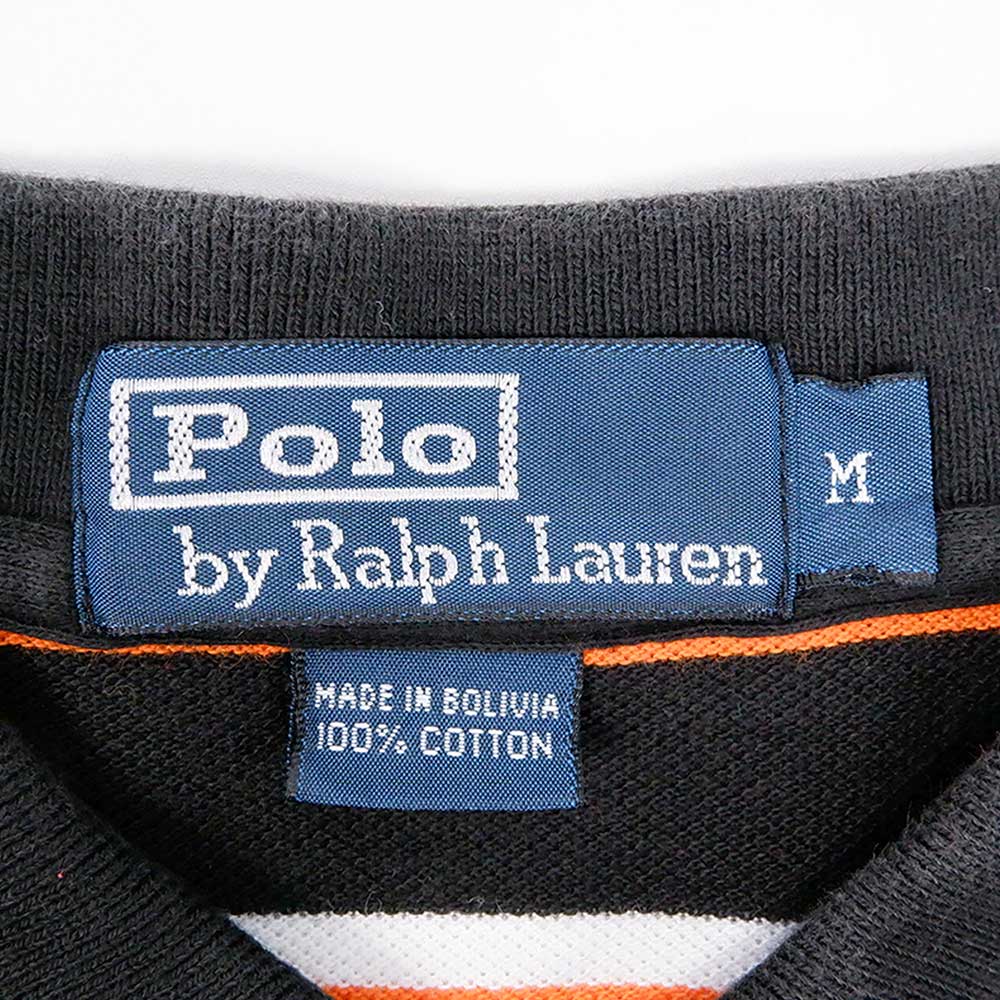 Polo
by Ralph Lauren
M
MADE IN BOLIVIA
100% COTTON